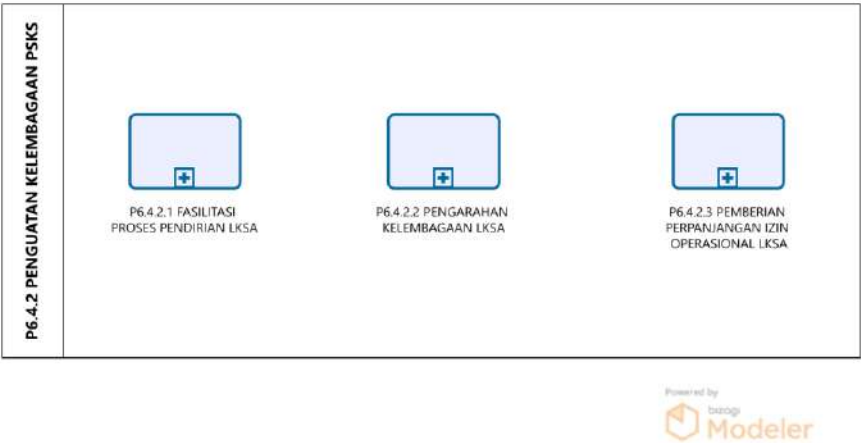 P6.4.2 PENGUATAN KELEMBAGAAN PSKS
P6.4.2.1 FASILITASI
PROSES PENDIRIAN LKSA
P6.4.2.2 PENGARAHAN
KELEMBAGAAN LKSA
P6.4.2.3 PEMBERIAN
PERPANJANGAN IZIN
OPERASIONAL LKSA
Powered by
bizagi
Modeler